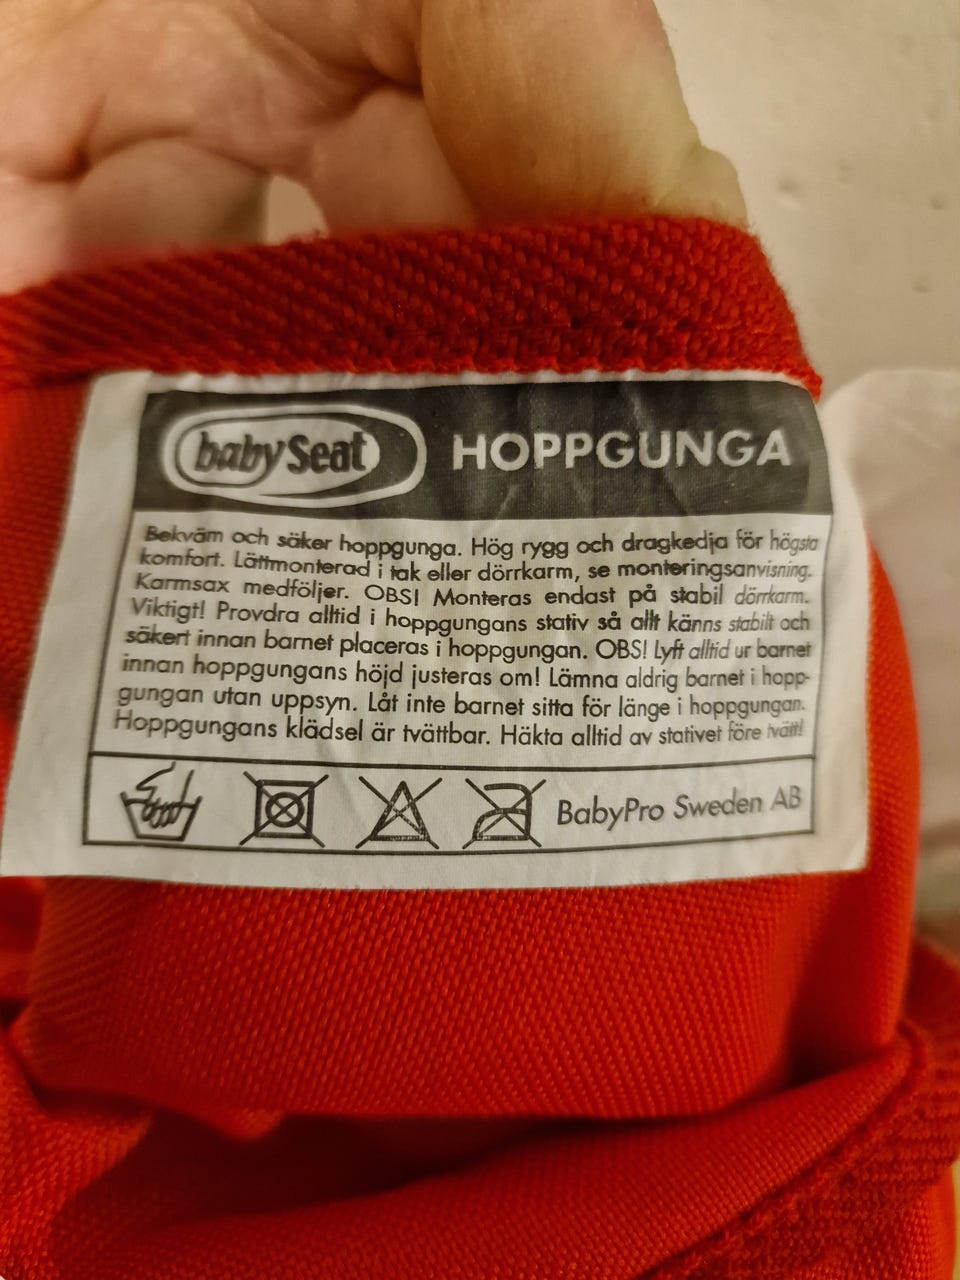 babySeat HOPPGUNGA
Bekväm och säker hoppgunga. Hög rygg och dragkedja för högsta
komfort. Lättmonterad i tak eller dörrkarm, se monteringsanvisning.
Karmsax medföljer. OBS! Monteras endast på stabil dörrkarm.
Viktigt! Provdra alltid i hoppgungans stativ så allt känns stabilt och
säkert innan barnet placeras i hoppgungan. OBS! Lyft alltid ur barnet
innan hoppgungans höjd justeras om! Lämna aldrig barnet i hopp-
gungan utan uppsyn. Låt inte barnet sitta för länge i hoppgungan.
Hoppgungans klädsel är tvättbar. Häkta alltid av stativet före tvätt!
BabyPro Sweden AB